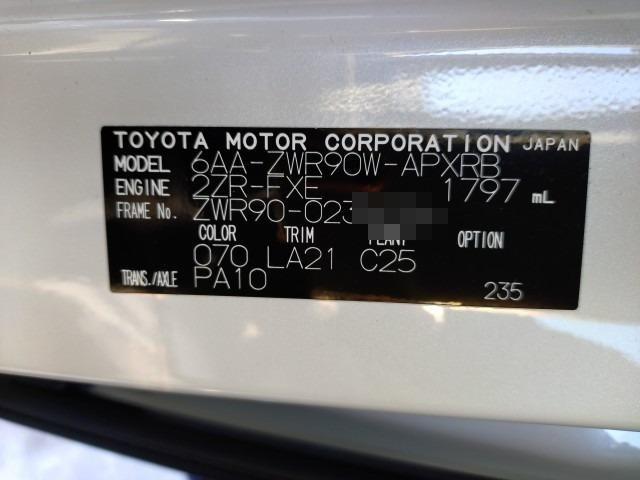 TOYOTA MOTOR CORPORATION JAPAN
MODEL 6AA-ZWR90W-APXRB
ENGINE 2ZR-FXE 1797 mL
FRAME No. ZWR90-023
COLOR TRIM PLANT OPTION
070 LA21 C25
TRANS./AXLE PA10 235